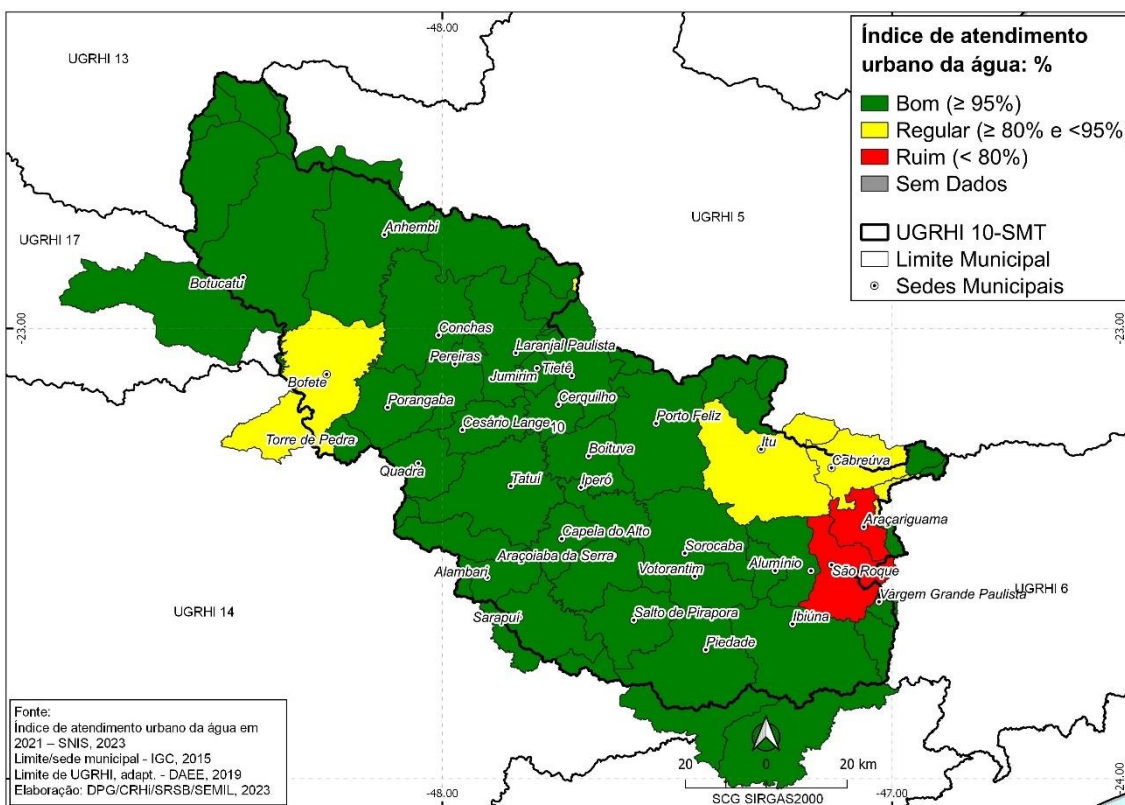 -48.00
UGRHI 13
Índice de atendimento
urbano da água: %
Bom (≥ 95%)
Regular (≥ 80% e <95%
Ruim (< 80%)
Sem Dados
UGRHI 10-SMT
Limite Municipal
Sedes Municipais
UGRHI 5
UGRHI 17
Anhembi
Botucatu
-23.00
-23.00
Conchas
Laranjal Paulista
Pereiras
Jumirim
Tietê
Bofete
Porangaba
Cerquilho
Cesário Lange
10
Porto Feliz
Torre de Pedra
Itu
Boituva
Cabreúva
Quadra
Tatuí
Iperó
Araçariguama
Capela do Alto
Araçoiaba da Serra
Sorocaba
Alumínio
São Roque
Alambari
Votorantim
UGRHI 6
Vargem Grande Paulista
UGRHI 14
Sarapuí
Salto de Pirapora
Ibiúna
Piedade
Fonte:
Índice de atendimento urbano da água em
2021 – SNIS, 2023
Limite/sede municipal - IGC, 2015
Limite de UGRHI, adapt. - DAEE, 2019
Elaboração: DPG/CRHi/SRSB/SEMIL, 2023
20 0 20 km
SCG SIRGAS2000
-48.00
-47.00
-24.00